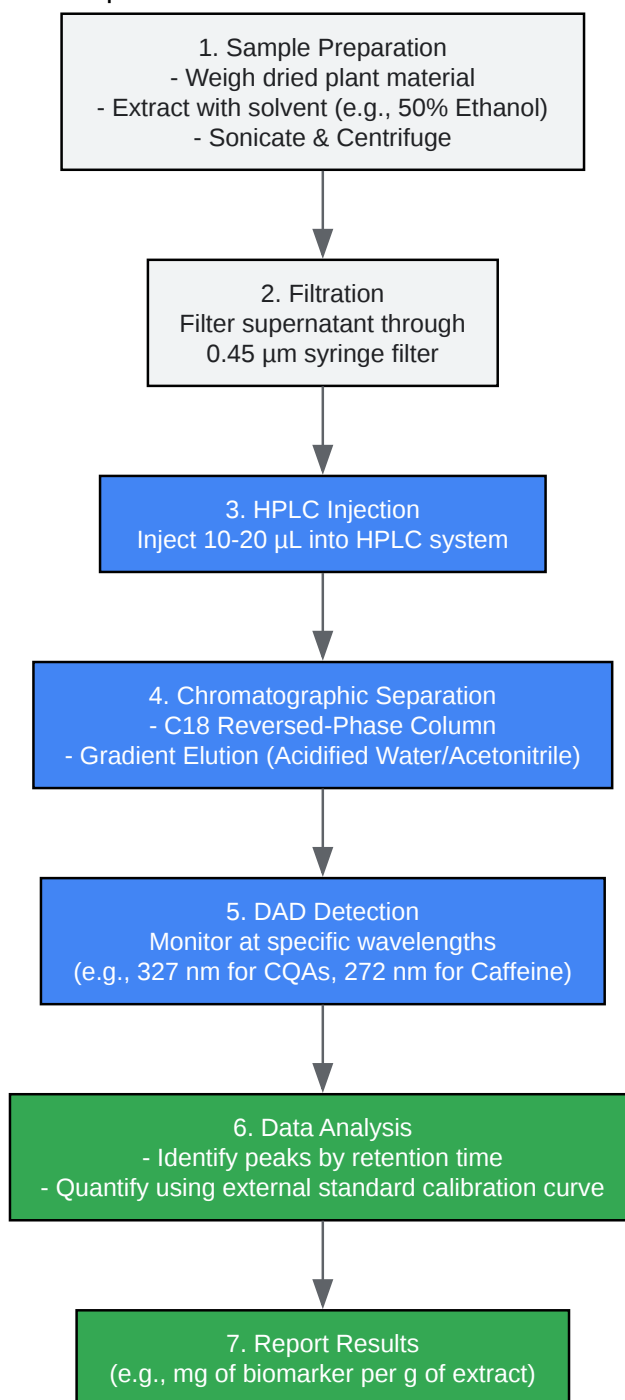 1. Sample Preparation
- Weigh dried plant material
- Extract with solvent (e.g., 50% Ethanol)
- Sonicate & Centrifuge
2. Filtration
Filter supernatant through
0.45 µm syringe filter
3. HPLC Injection
Inject 10-20 µL into HPLC system
4. Chromatographic Separation
- C18 Reversed-Phase Column
- Gradient Elution (Acidified Water/Acetonitrile)
5. DAD Detection
Monitor at specific wavelengths
(e.g., 327 nm for CQAs, 272 nm for Caffeine)
6. Data Analysis
- Identify peaks by retention time
- Quantify using external standard calibration curve
7. Report Results
(e.g., mg of biomarker per g of extract)